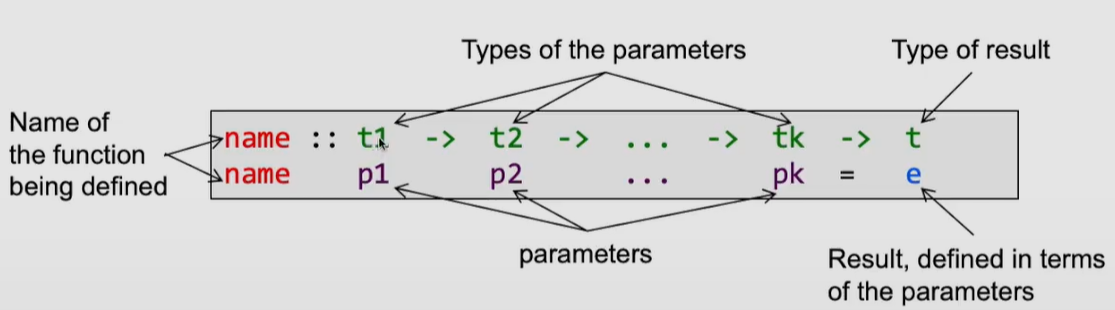 Types of the parameters
Type of result
Name of
the function
being defined
name :: t1 -> t2 -> ... -> tk -> t
name p1 p2 ... pk = e
parameters
Result, defined in terms
of the parameters